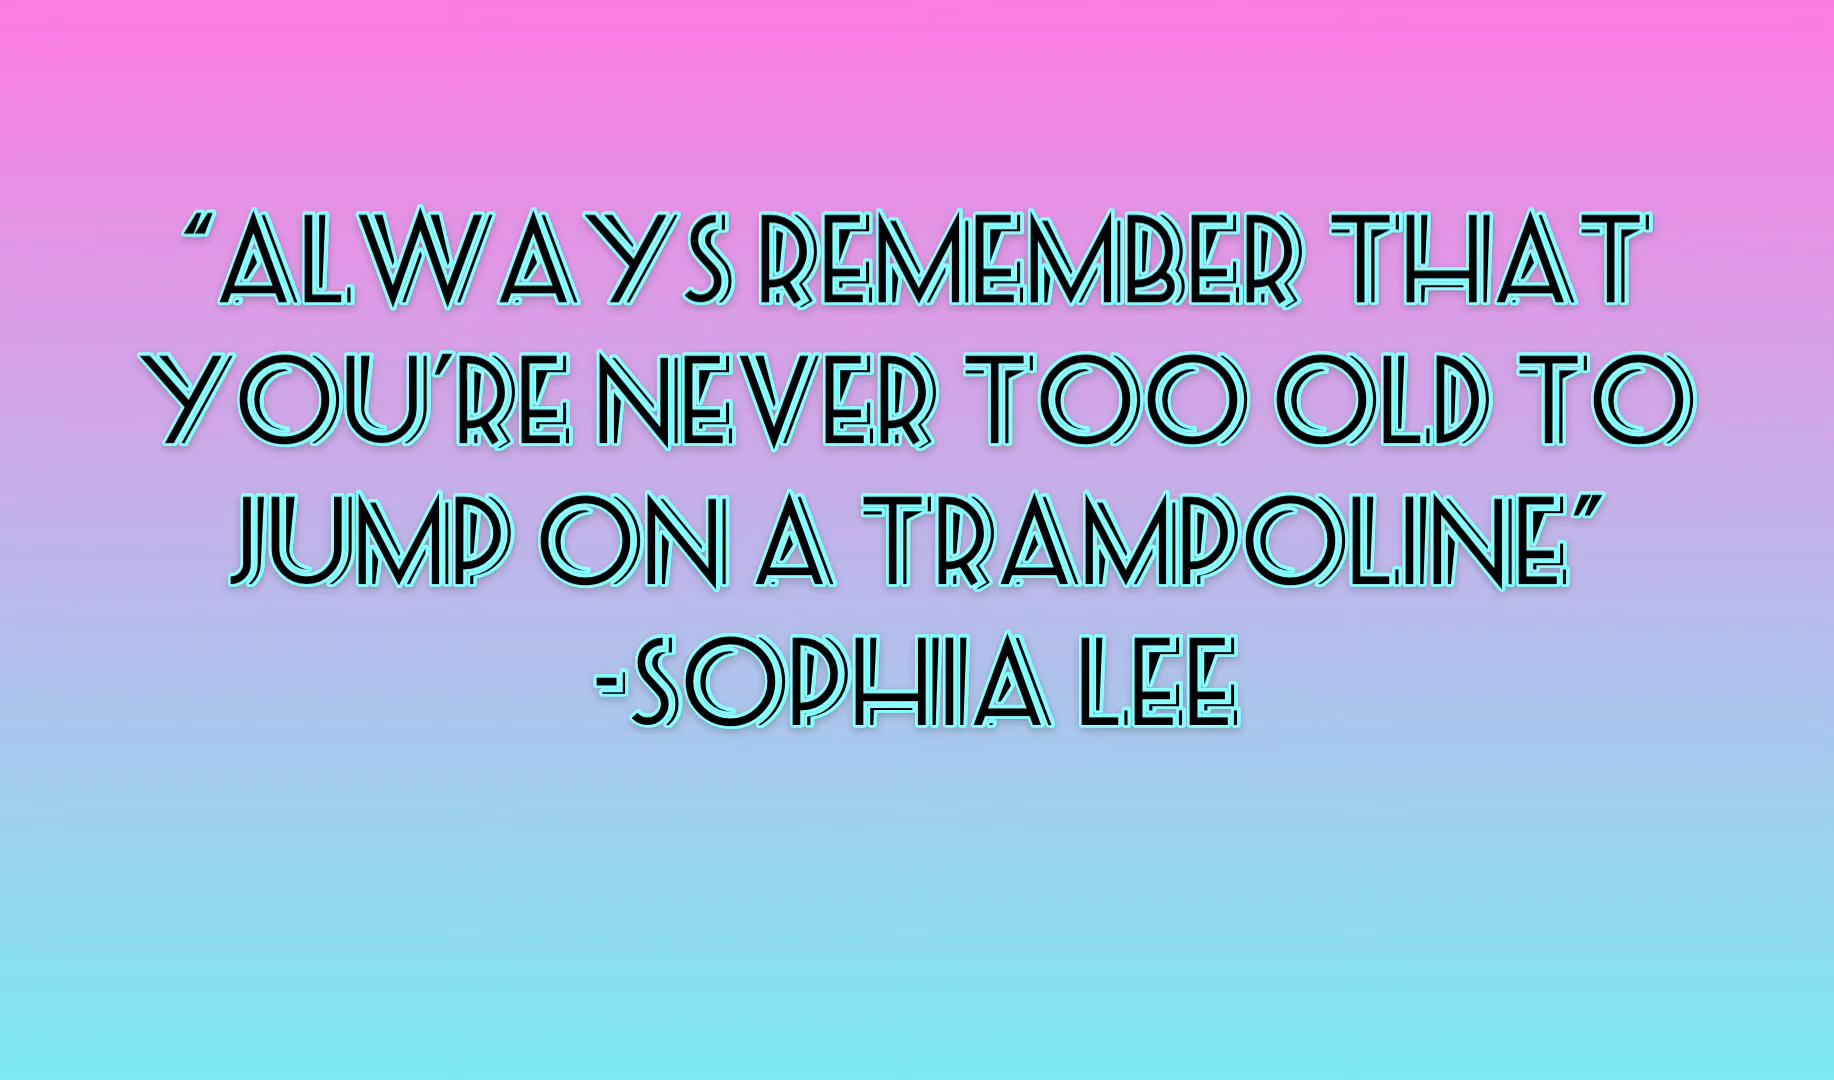 “ALWAYS REMEMBER THAT
YOU’RE NEVER TOO OLD TO
JUMP ON A TRAMPOLINE”
-SOPHIA LEE